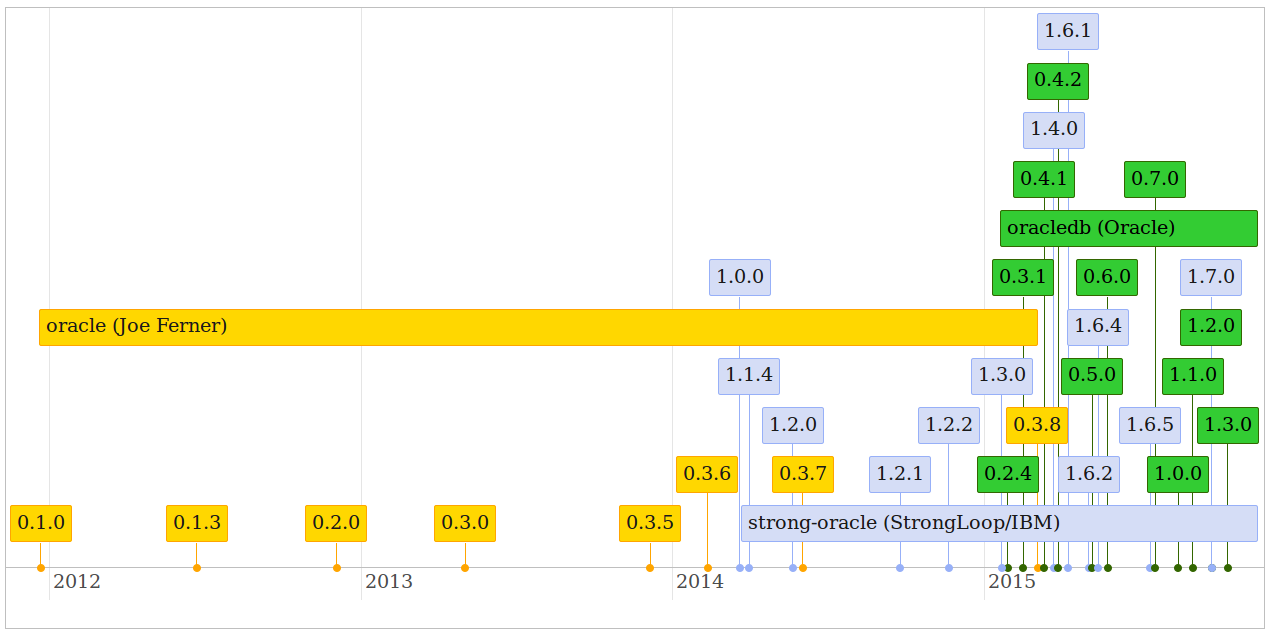 1.6.1
0.4.2
1.4.0
0.4.1 0.7.0
oracledb (Oracle)
1.0.0 0.3.1 0.6.0 1.7.0
oracle (Joe Ferner) 1.6.4 1.2.0
1.1.4 1.3.0 0.5.0 1.1.0
1.2.0 1.2.2 0.3.8 1.6.5 1.3.0
0.3.6 0.3.7 1.2.1 0.2.4 1.6.2 1.0.0
0.1.0 0.1.3 0.2.0 0.3.0 0.3.5 strong-oracle (StrongLoop/IBM)
2012 2013 2014 2015